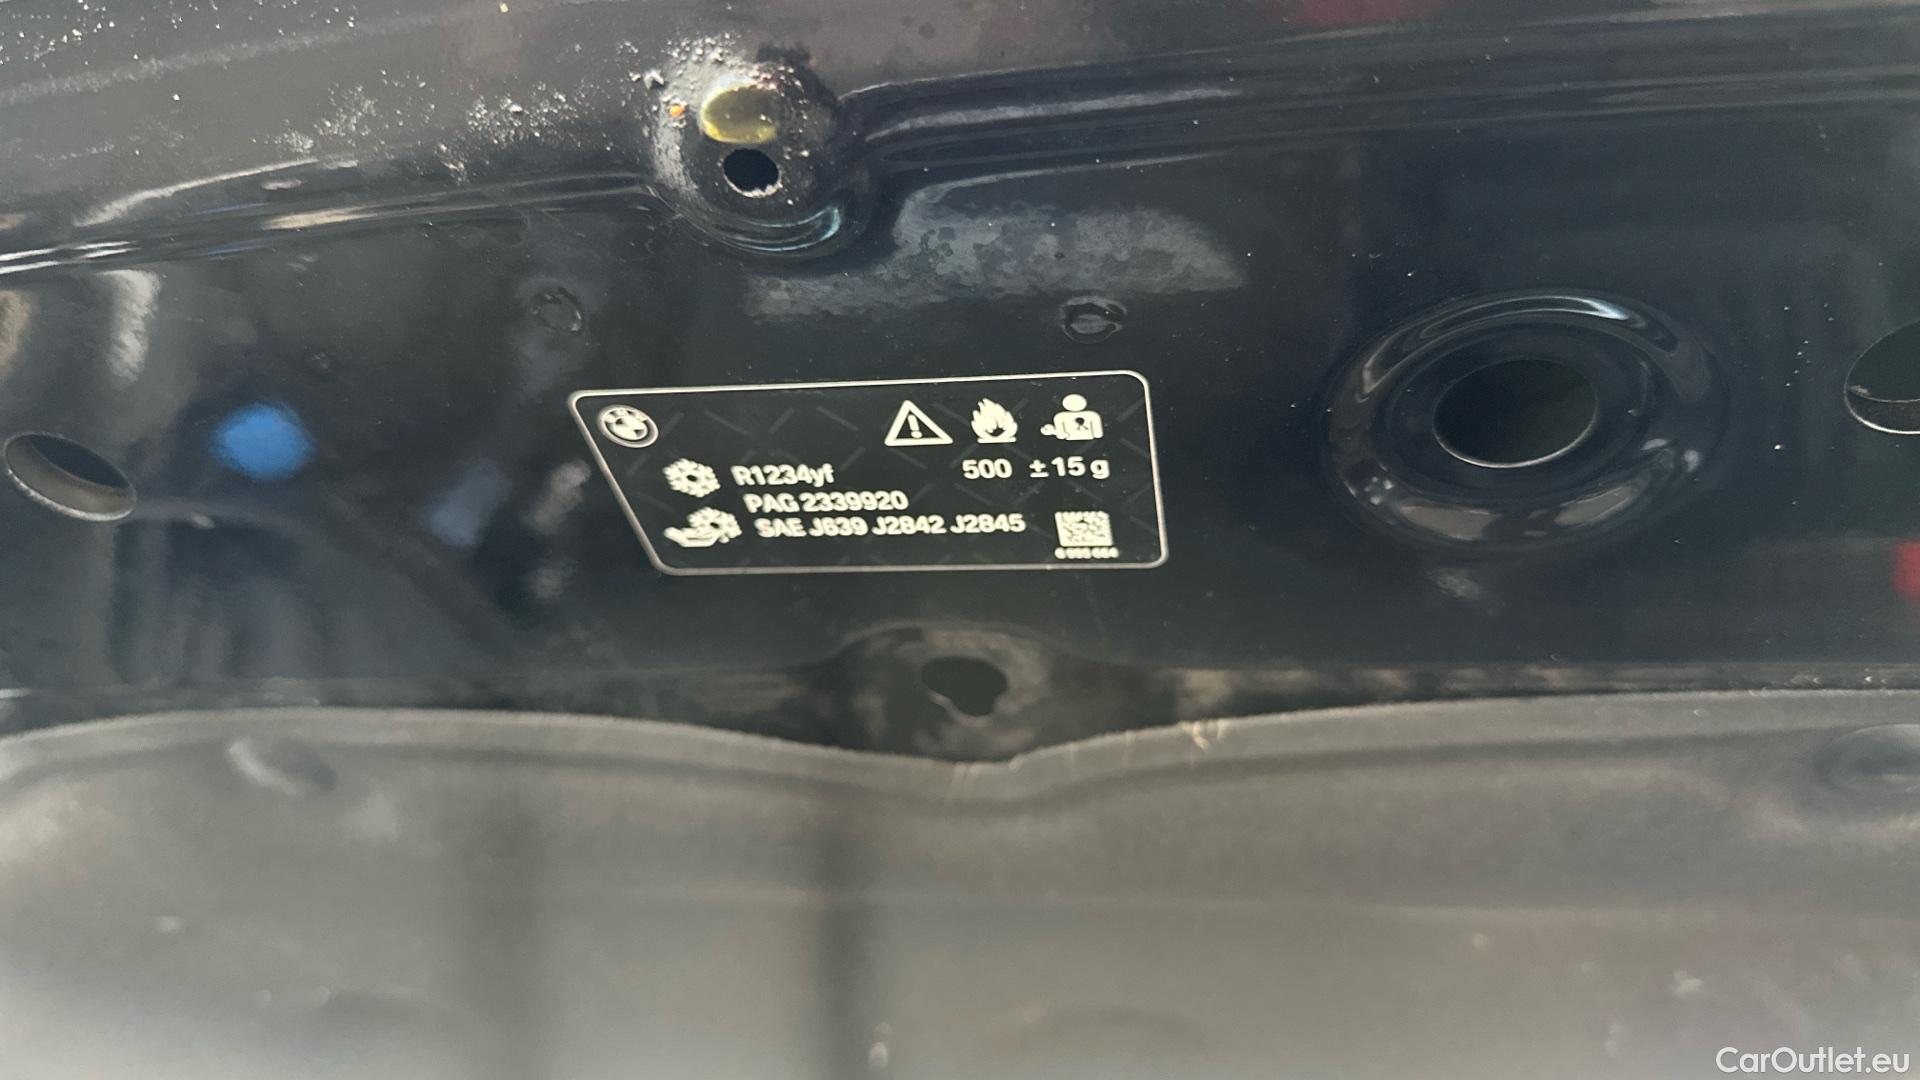 R1234yf 500 ±15 g
PAG 2339920
SAE J639 J2842 J2845
CarOutlet.eu